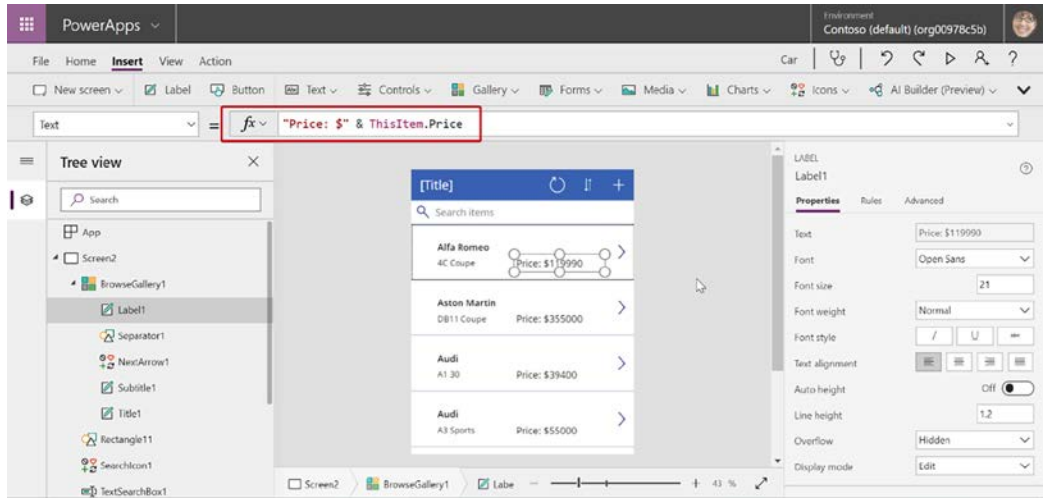 PowerApps
Environment
Contoso (default) (org00978c5b)
File Home Insert View Action
Car
?
New screen Label Button Text Controls Gallery Forms Media Charts Icons AI Builder (Preview)
Text = fx "Price: $" & ThisItem.Price
Tree view
Search
App
Screen2
BrowseGallery1
Label1
Separator1
NextArrow1
Subtitle1
Title1
Rectangle11
SearchIcon1
TextSearchBox1
[Title]
Search items
Alfa Romeo
4C Coupe Price: $119990
Aston Martin
DB11 Coupe Price: $355000
Audi
A1 30 Price: $39400
Audi
A3 Sports Price: $55000
Screen2 BrowseGallery1 Labe 43 %
LABEL
Label1
Properties Rules Advanced
Text Price: $119990
Font Open Sans
Font size 21
Font weight Normal
Font style / U abc
Text alignment
Auto height Off
Line height 1.2
Overflow Hidden
Display mode Edit